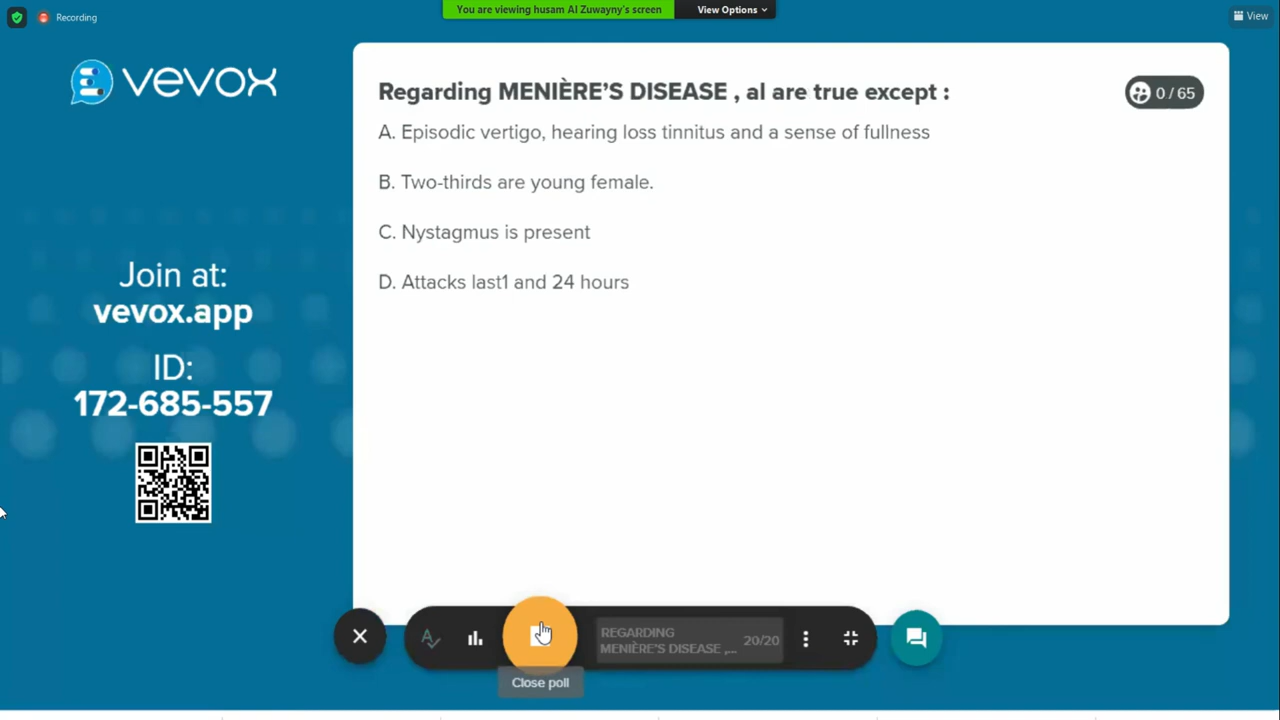 Recording
You are viewing husam Al Zuwayny's screen
View Options
View
vevox
Regarding MENIÈRE'S DISEASE , al are true except :
0 / 65
A. Episodic vertigo, hearing loss tinnitus and a sense of fullness
B. Two-thirds are young female.
C. Nystagmus is present
D. Attacks last1 and 24 hours
Join at:
vevox.app
ID:
172-685-557
REGARDING
MENIÈRE'S DISEASE ,...
20/20
Close poll